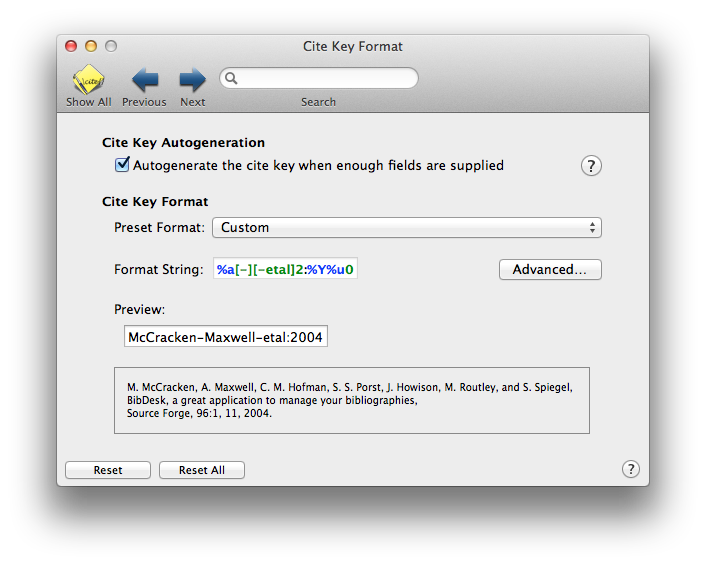 Cite Key Format
\cite{}
Show All Previous Next Search
Cite Key Autogeneration
Autogenerate the cite key when enough fields are supplied
?
Cite Key Format
Preset Format: Custom
Format String: %a[-][-etal]2:%Y%u0 Advanced...
Preview:
McCracken-Maxwell-etal:2004
M. McCracken, A. Maxwell, C. M. Hofman, S. S. Porst, J. Howison, M. Routley, and S. Spiegel,
BibDesk, a great application to manage your bibliographies,
Source Forge, 96:1, 11, 2004.
Reset Reset All ?